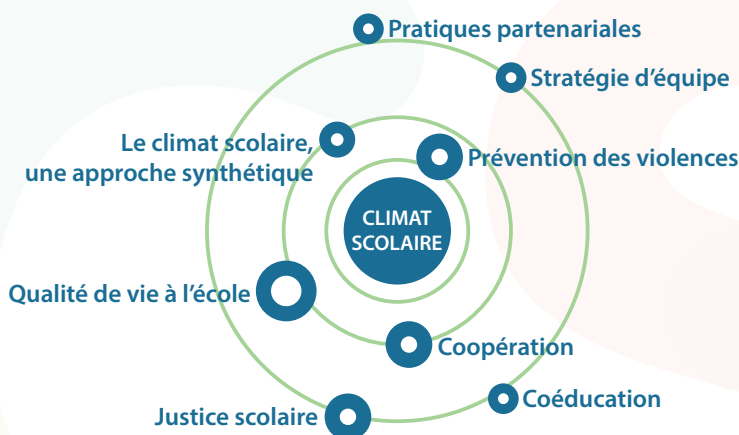 Pratiques partenariales
Stratégie d'équipe
Le climat scolaire,
une approche synthétique
Prévention des violences
CLIMAT
SCOLAIRE
Qualité de vie à l'école
Coopération
Coéducation
Justice scolaire